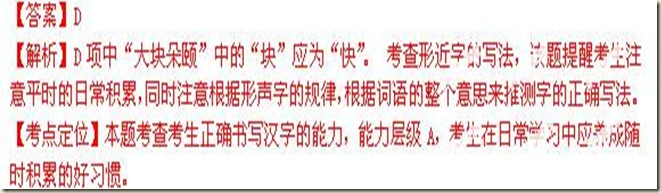 【答案】D
【解析】D 项中“大块朵颐”中的“块”应为“快”。 考查形近字的写法，该题提醒考生注
意平时的日常积累,同时注意根据形声字的规律,根据词语的整个意思来推测字的正确写法。
【考点定位】本题考查考生正确书写汉字的能力，能力层级 A，考生在日常学习中应养成随
时积累的好习惯。